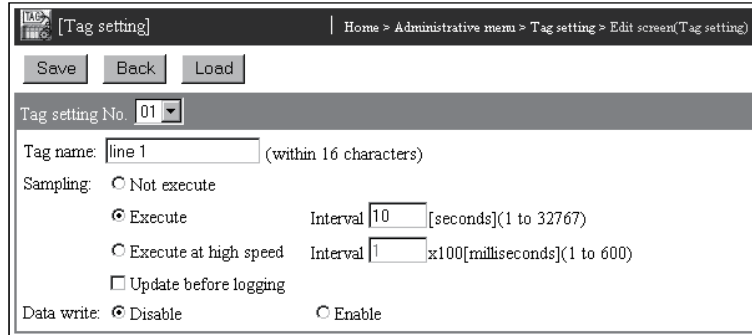 TAG
[Tag setting]
Home > Administrative menu > Tag setting > Edit screen(Tag setting)
Save Back Load
Tag setting No. 01
Tag name: line 1 (within 16 characters)
Sampling: Not execute
Execute Interval 10 [seconds](1 to 32767)
Execute at high speed Interval 1 x100[milliseconds](1 to 600)
Update before logging
Data write: Disable Enable